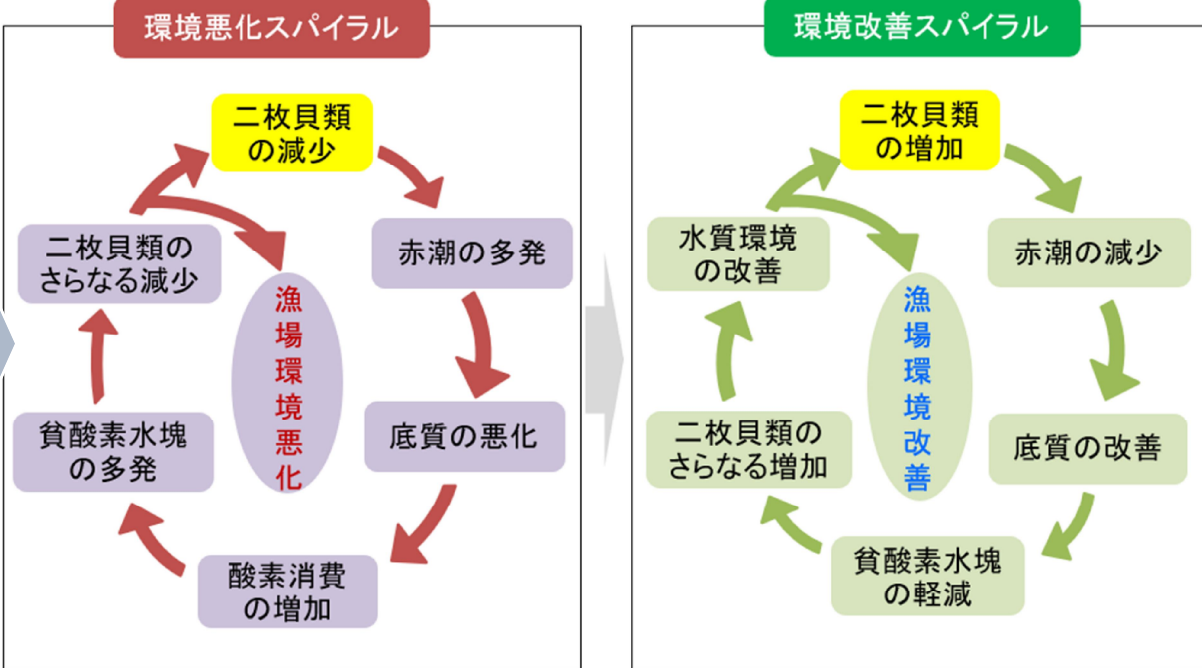 環境悪化スパイラル
二枚貝類
の減少
赤潮の多発
底質の悪化
酸素消費
の増加
貧酸素水塊
の多発
二枚貝類の
さらなる減少
漁場環境悪化
環境改善スパイラル
二枚貝類
の増加
赤潮の減少
底質の改善
貧酸素水塊
の軽減
二枚貝類の
さらなる増加
水質環境
の改善
漁場環境改善